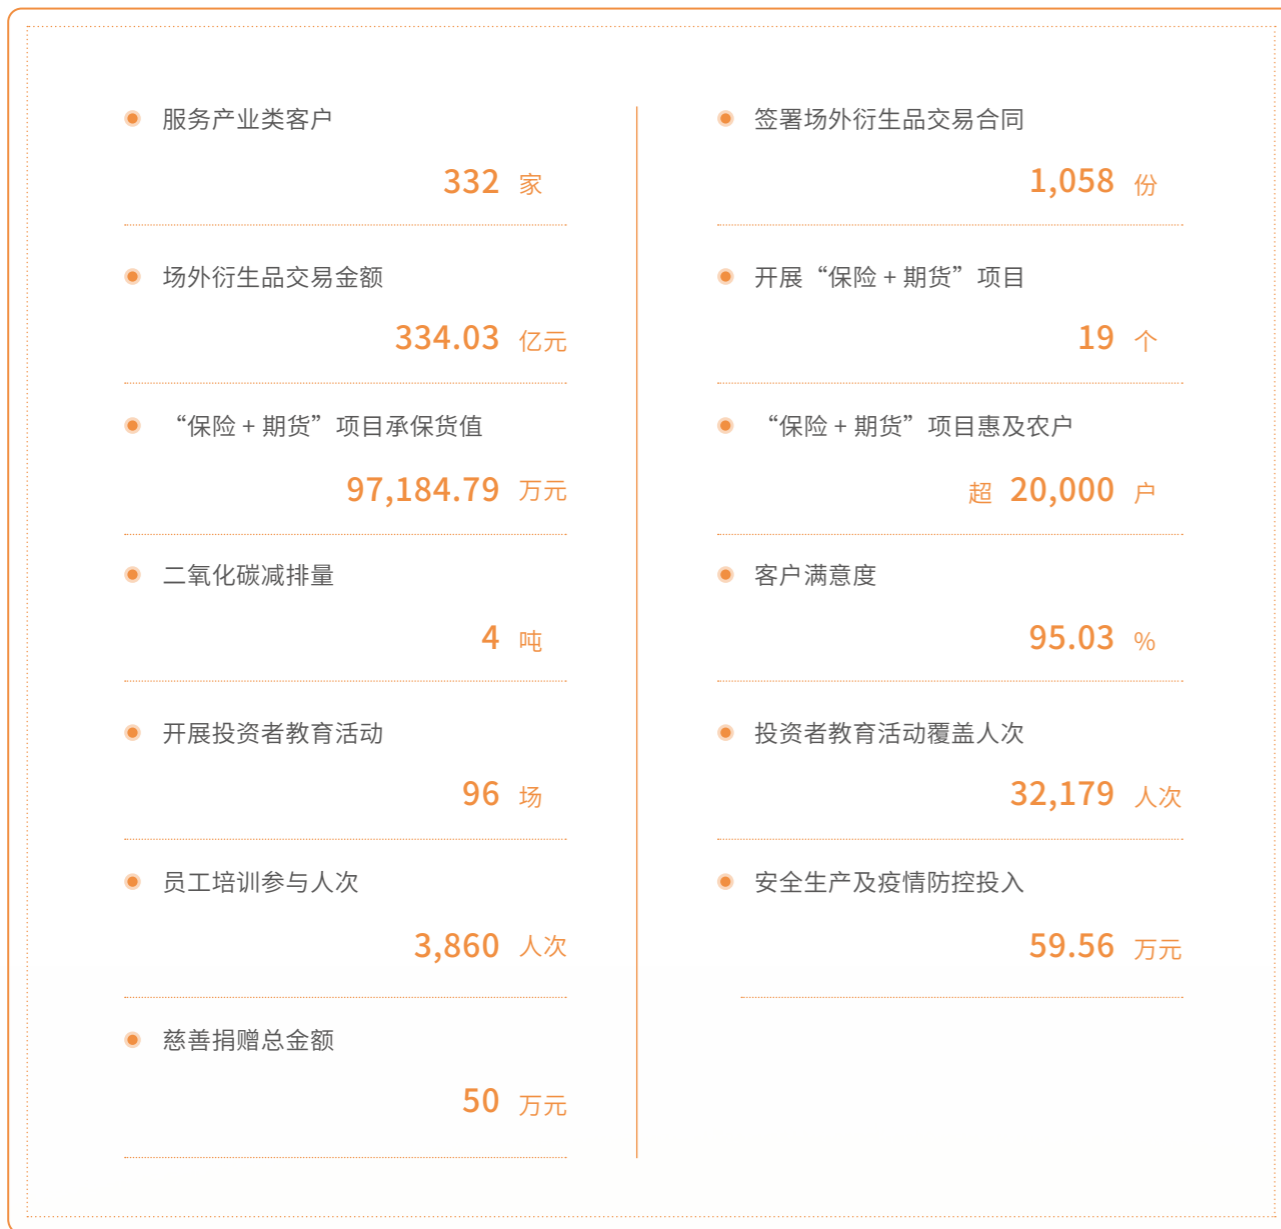 服务产业类客户
332 家
签署场外衍生品交易合同
1,058 份
场外衍生品交易金额
334.03 亿元
开展“保险 + 期货”项目
19 个
“保险 + 期货”项目承保货值
97,184.79 万元
“保险 + 期货”项目惠及农户
超 20,000 户
二氧化碳减排量
4 吨
客户满意度
95.03 %
开展投资者教育活动
96 场
投资者教育活动覆盖人次
32,179 人次
员工培训参与人次
3,860 人次
安全生产及疫情防控投入
59.56 万元
慈善捐赠总金额
50 万元